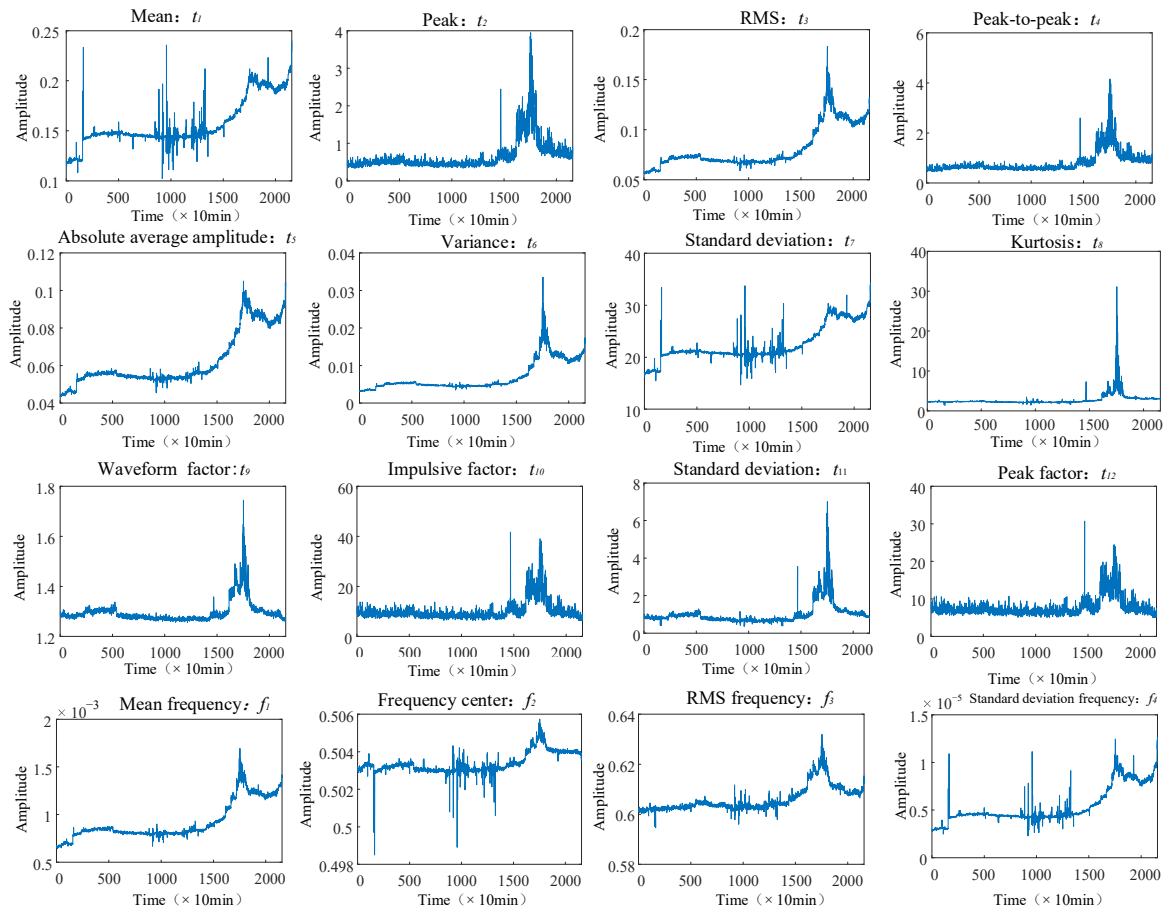 Mean: t1
Peak: t2
RMS: t3
Peak-to-peak: t4
Amplitude
0.25
0.2
0.15
0.1
500 1000 1500 2000
Time（× 10min）
Amplitude
4
3
2
1
0
0 500 1000 1500 2000
Time（× 10min）
Amplitude
0.2
0.15
0.1
0.05
0 500 1000 1500 2000
Time（× 10min）
Amplitude
6
4
2
0
0 500 1000 1500 2000
Time（× 10min）
Absolute average amplitude: t5
Variance: t6
Standard deviation: t7
Kurtosis: t8
Amplitude
0.12
0.1
0.08
0.06
0.04
0 500 1000 1500 2000
Time（× 10min）
Amplitude
0.04
0.03
0.02
0.01
0
0 500 1000 1500 2000
Time（× 10min）
Amplitude
40
30
20
10
0 500 1000 1500 2000
Time（× 10min）
Amplitude
40
30
20
10
0
0 500 1000 1500 2000
Time（× 10min）
Waveform factor: t9
Impulsive factor: t10
Standard deviation: t11
Peak factor: t12
Amplitude
1.8
1.6
1.4
1.2
0 500 1000 1500 2000
Time（× 10min）
Amplitude
60
40
20
0
0 500 1000 1500 2000
Time（× 10min）
Amplitude
8
6
4
2
0
0 500 1000 1500 2000
Time（× 10min）
Amplitude
40
30
20
10
0
0 500 1000 1500 2000
Time（× 10min）
Mean frequency: f1
Frequency center: f2
RMS frequency: f3
Standard deviation frequency: f4
× 10⁻³
Amplitude
2
1.5
1
0.5
0 500 1000 1500 2000
Time（× 10min）
Amplitude
0.506
0.504
0.502
0.5
0.498
0 500 1000 1500 2000
Time（× 10min）
Amplitude
0.64
0.62
0.6
0.58
0 500 1000 1500 2000
Time（× 10min）
× 10⁻⁵
Amplitude
1.5
1
0.5
0
0 500 1000 1500 2000
Time（× 10min）